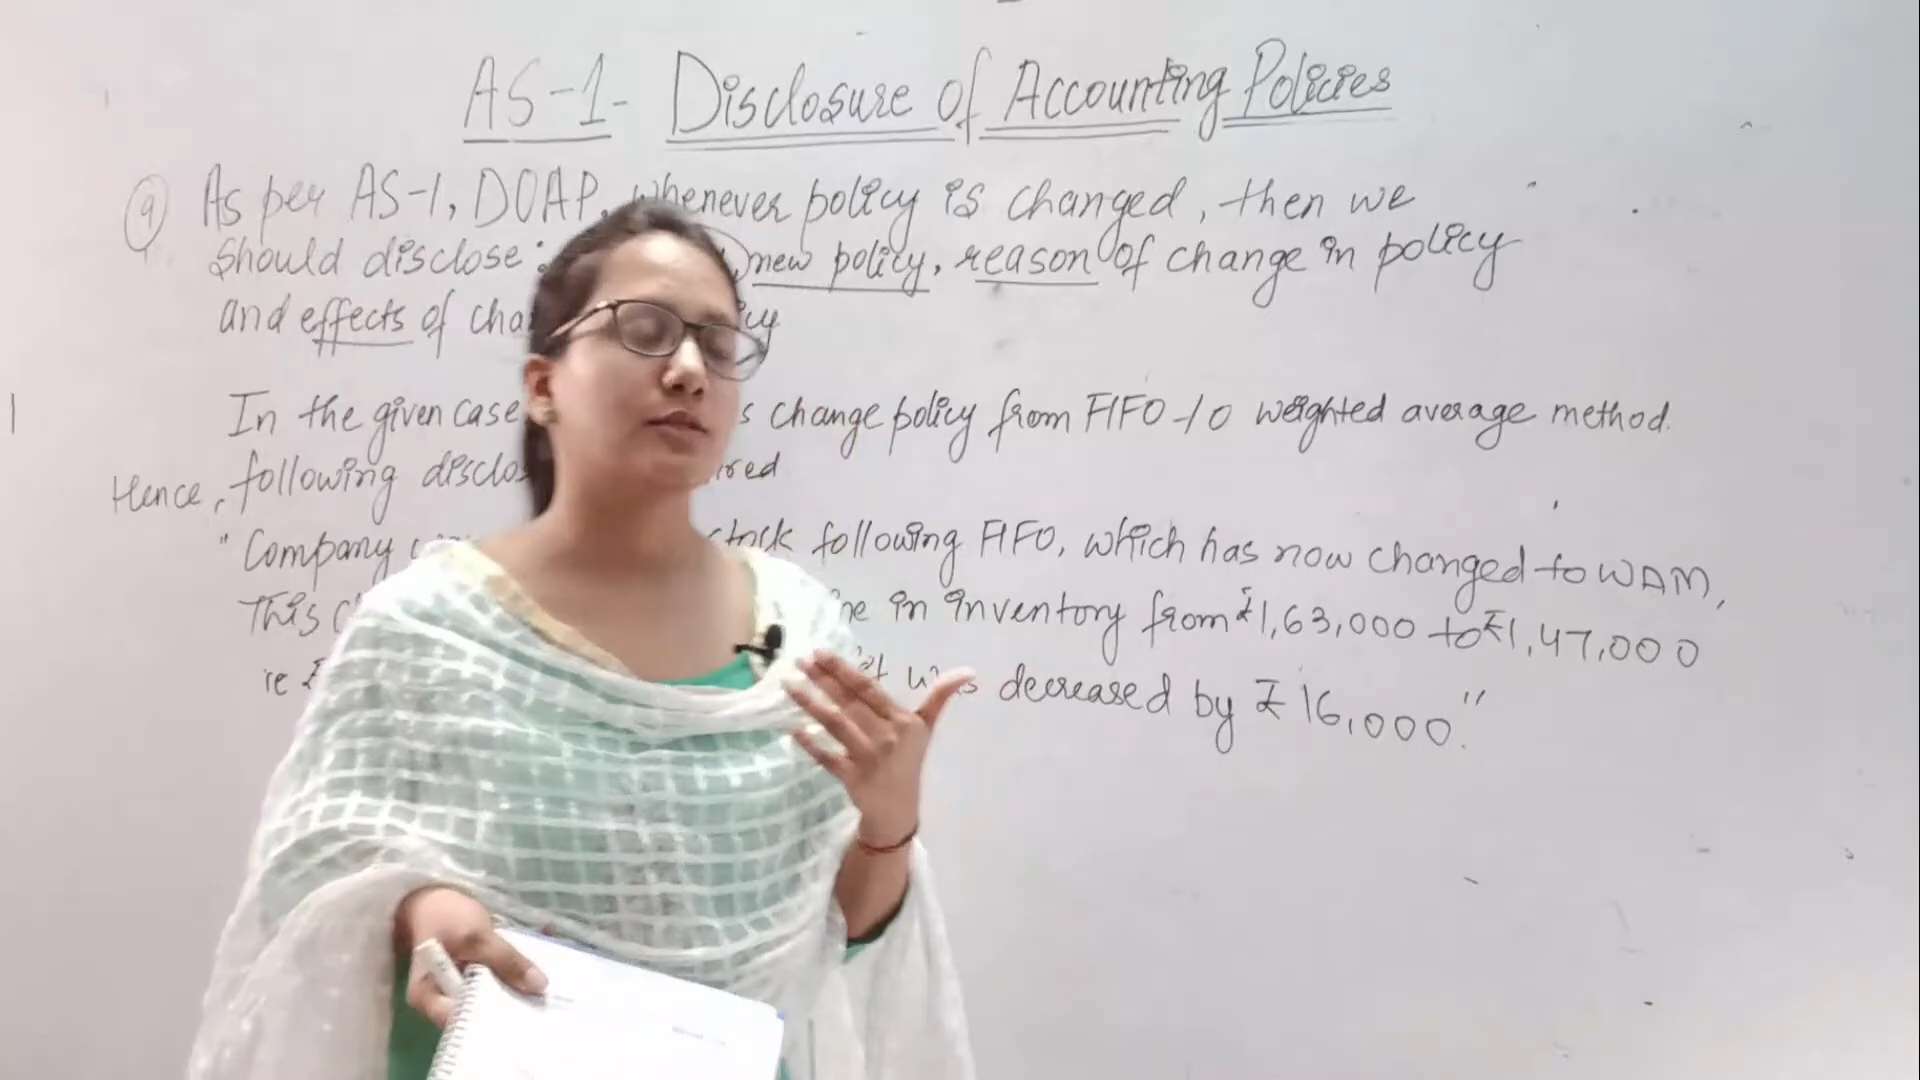 AS-1- Disclosure of Accounting Policies
9 As per AS-1, DOAP, whenever policy is changed, then we
should disclose: new policy, reason of change in policy
and effects of
In the given case change policy from FIFO to weighted average method.
Hence, following
"Company stock following FIFO, which has now changed to WAM,
This in inventory from ₹1,63,000 to ₹1,47,000
ie was decreased by ₹ 16,000."